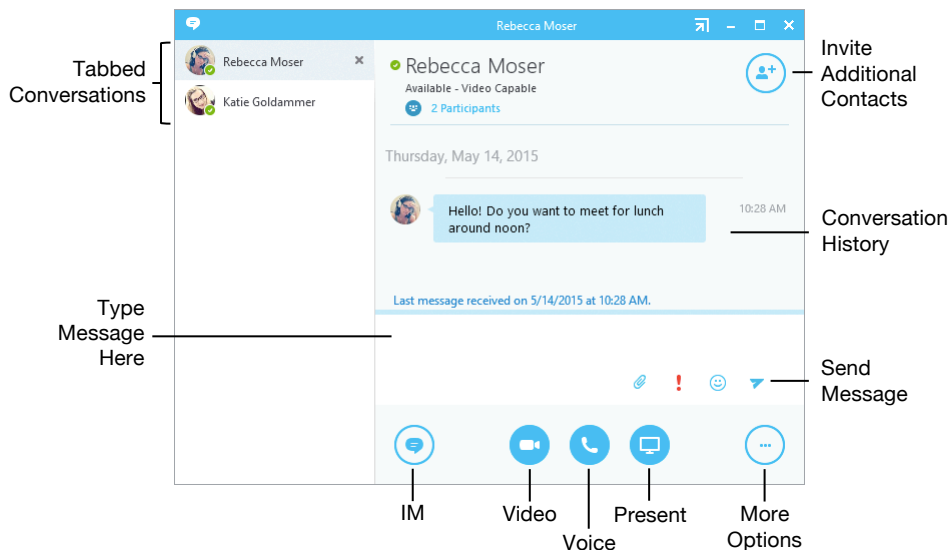 Rebecca Moser
Tabbed
Conversations
Rebecca Moser
Katie Goldammer
Rebecca Moser
Available - Video Capable
2 Participants
Invite
Additional
Contacts
Thursday, May 14, 2015
Hello! Do you want to meet for lunch
around noon?
10:28 AM
Conversation
History
Last message received on 5/14/2015 at 10:28 AM.
Type
Message
Here
Send
Message
IM
Video
Voice
Present
More
Options